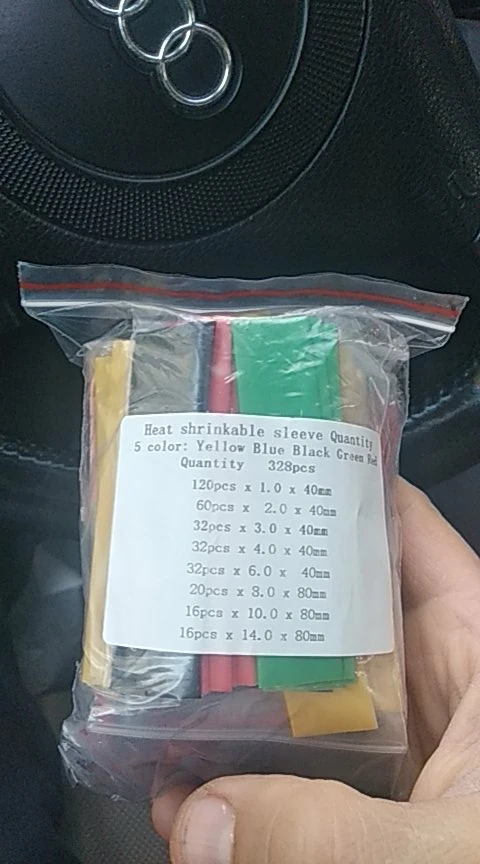 Heat shrinkable sleeve Quantity
5 color: Yellow Blue Black Green Red
Quantity 328pcs
120pcs x 1.0 x 40mm
60pcs x 2.0 x 40mm
32pcs x 3.0 x 40mm
32pcs x 4.0 x 40mm
32pcs x 6.0 x 40mm
20pcs x 8.0 x 80mm
16pcs x 10.0 x 80mm
16pcs x 14.0 x 80mm